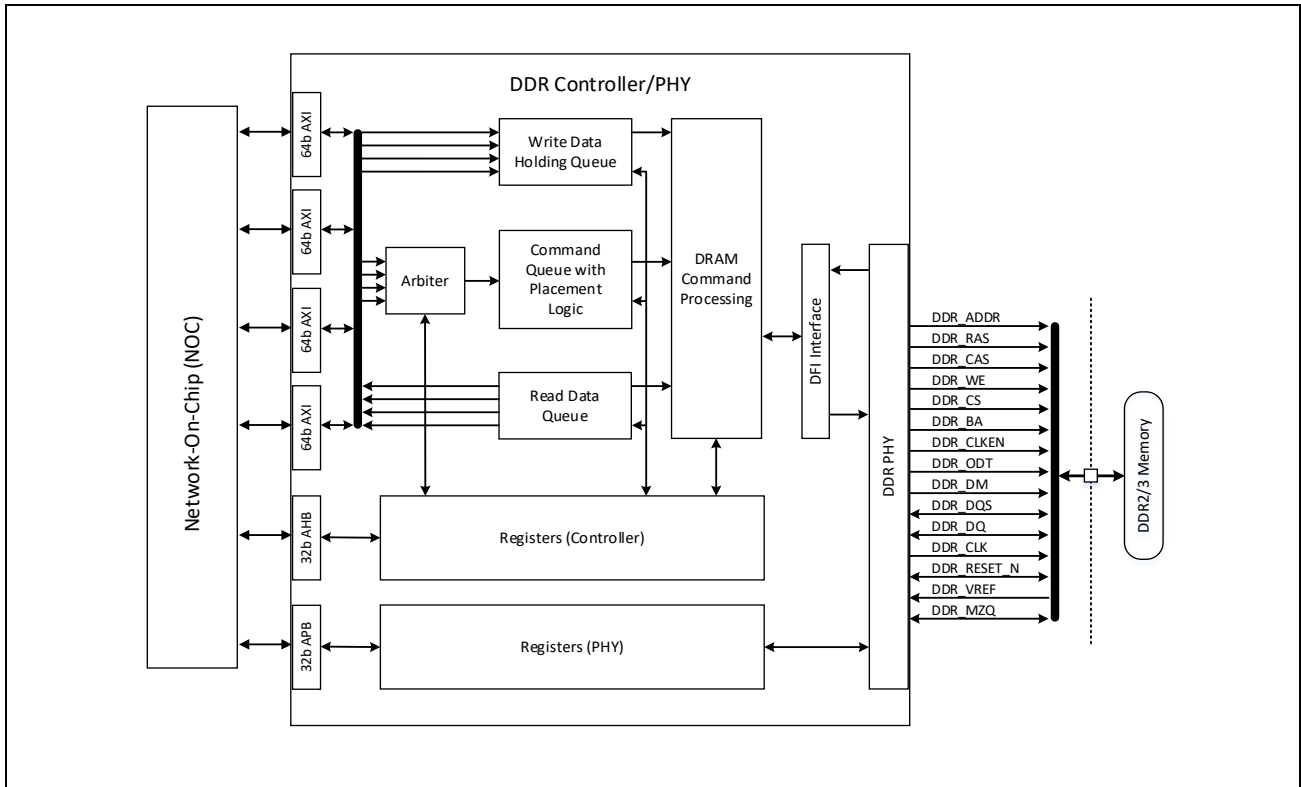 DDR Controller/PHY
Network-On-Chip (NOC)
64b AXI
64b AXI
64b AXI
64b AXI
32b AHB
32b APB
Write Data
Holding Queue
Arbiter
Command
Queue with
Placement
Logic
Read Data
Queue
DRAM
Command
Processing
Registers (Controller)
Registers (PHY)
DFI Interface
DDR PHY
DDR_ADDR
DDR_RAS
DDR_CAS
DDR_WE
DDR_CS
DDR_BA
DDR_CLKEN
DDR_ODT
DDR_DM
DDR_DQS
DDR_DQ
DDR_CLK
DDR_RESET_N
DDR_VREF
DDR_MZQ
DDR2/3 Memory